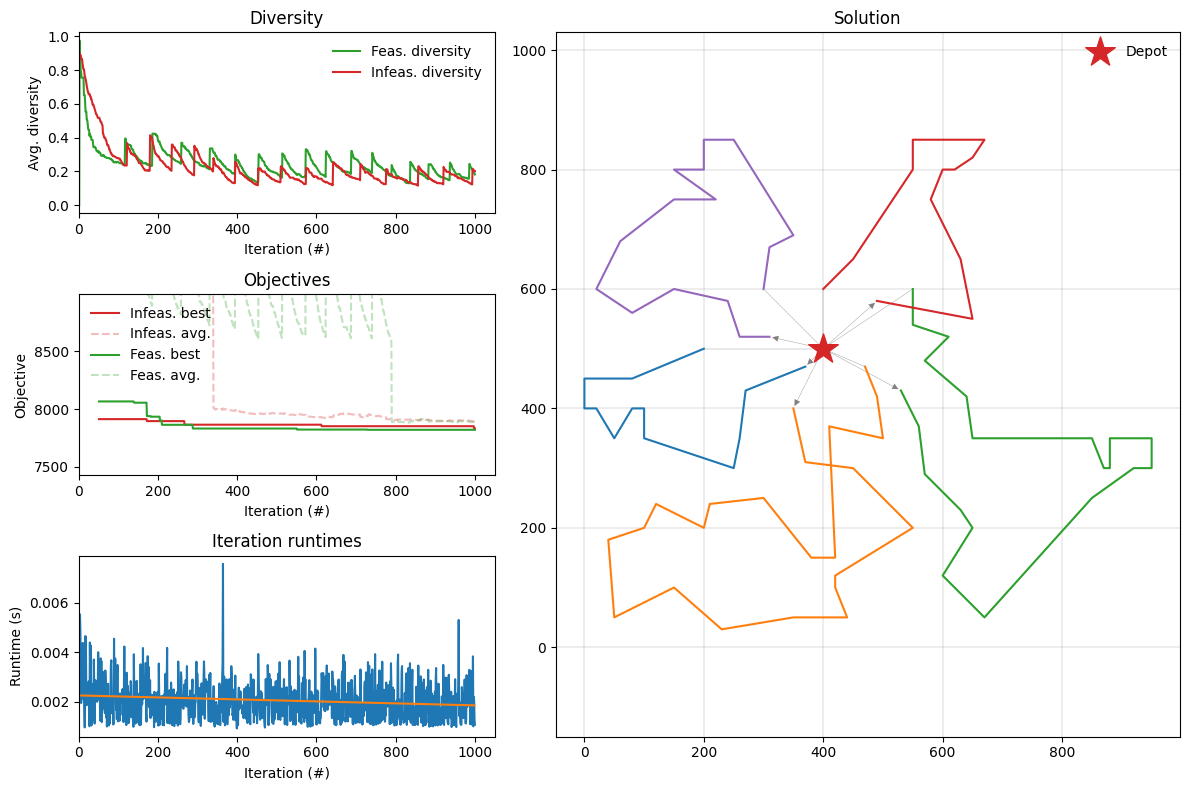 Diversity
Avg. diversity
1.0
0.8
0.6
0.4
0.2
0.0
Feas. diversity
Infeas. diversity
0
200
400
600
800
1000
Iteration (#)
Objectives
Objective
8500
8000
7500
Infeas. best
Infeas. avg.
Feas. best
Feas. avg.
0
200
400
600
800
1000
Iteration (#)
Iteration runtimes
Runtime (s)
0.006
0.004
0.002
0
200
400
600
800
1000
Iteration (#)
Solution
Depot
1000
800
600
400
200
0
0
200
400
600
800